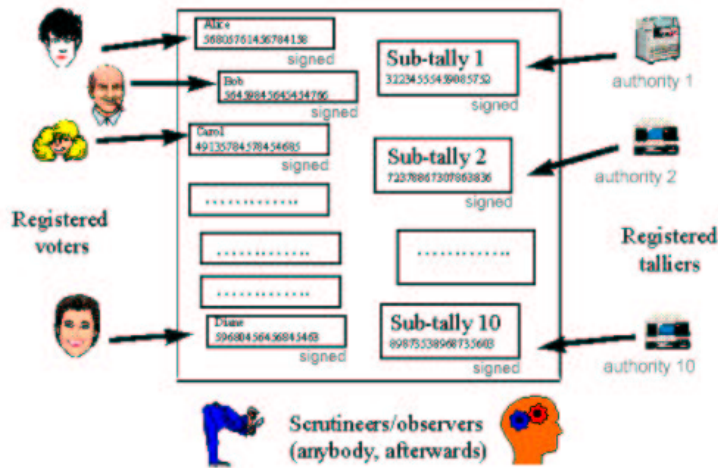 Alice
signed
Bob
signed
Carol
signed
.............
.............
.............
Diane
signed
Sub-tally 1
signed
Sub-tally 2
signed
.............
Sub-tally 10
signed
authority 1
authority 2
authority 10
Registered
voters
Registered
talliers
Scrutineers/observers
(anybody, afterwards)